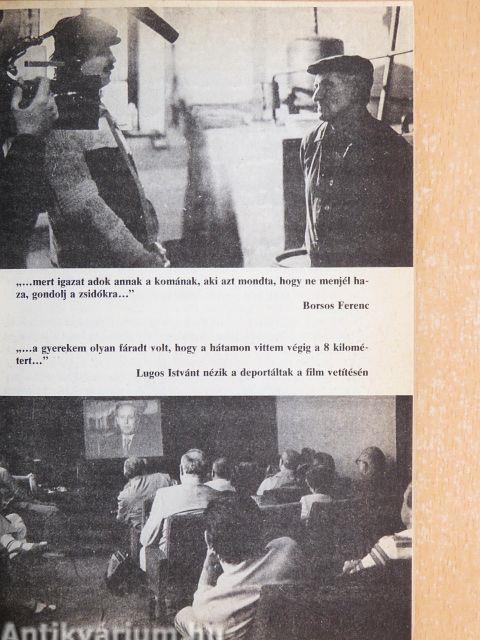 „...mert igazat adok annak a komának, aki azt mondta, hogy ne menjél ha-
za, gondolj a zsidókra...”
Borsos Ferenc
„...a gyerekem olyan fáradt volt, hogy a hátamon vittem végig a 8 kilomé-
tert...”
Lugos Istvánt nézik a deportáltak a film vetítésén
Antikvárium.hu